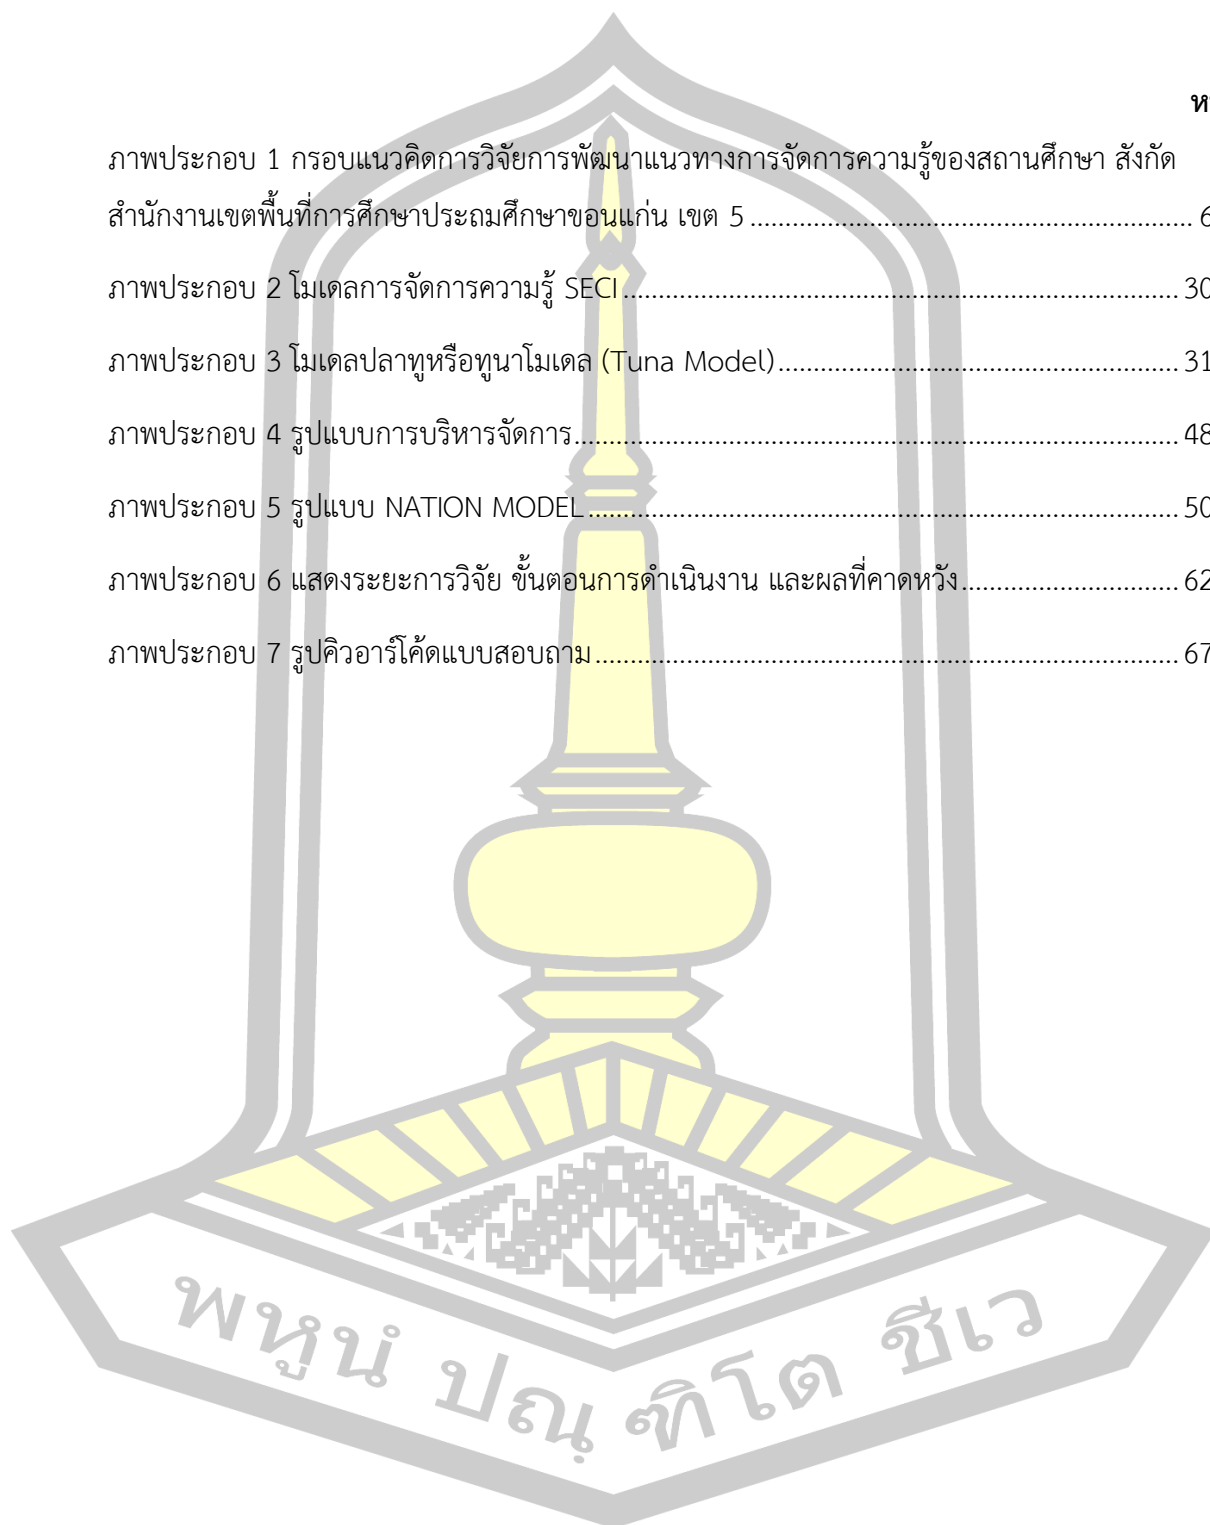 ภาพประกอบ 1 กรอบแนวคิดการวิจัยการพัฒนาแนวทางการจัดการความรู้ของสถานศึกษา สังกัด
สำนักงานเขตพื้นที่การศึกษาประถมศึกษาขอนแก่น เขต 5 ........................................................ 6
ภาพประกอบ 2 โมเดลการจัดการความรู้ SECI ........................................................ 30
ภาพประกอบ 3 โมเดลปลาทูหรือทูนาโมเดล (Tuna Model) ........................................................ 31
ภาพประกอบ 4 รูปแบบการบริหารจัดการ ........................................................ 48
ภาพประกอบ 5 รูปแบบ NATION MODEL ........................................................ 50
ภาพประกอบ 6 แสดงระยะการวิจัย ขั้นตอนการดำเนินงาน และผลที่คาดหวัง ........................................................ 62
ภาพประกอบ 7 รูปคิวอาร์โค้ดแบบสอบถาม ........................................................ 67
พหูนํ ปณฺ ฑิโต ชีเว